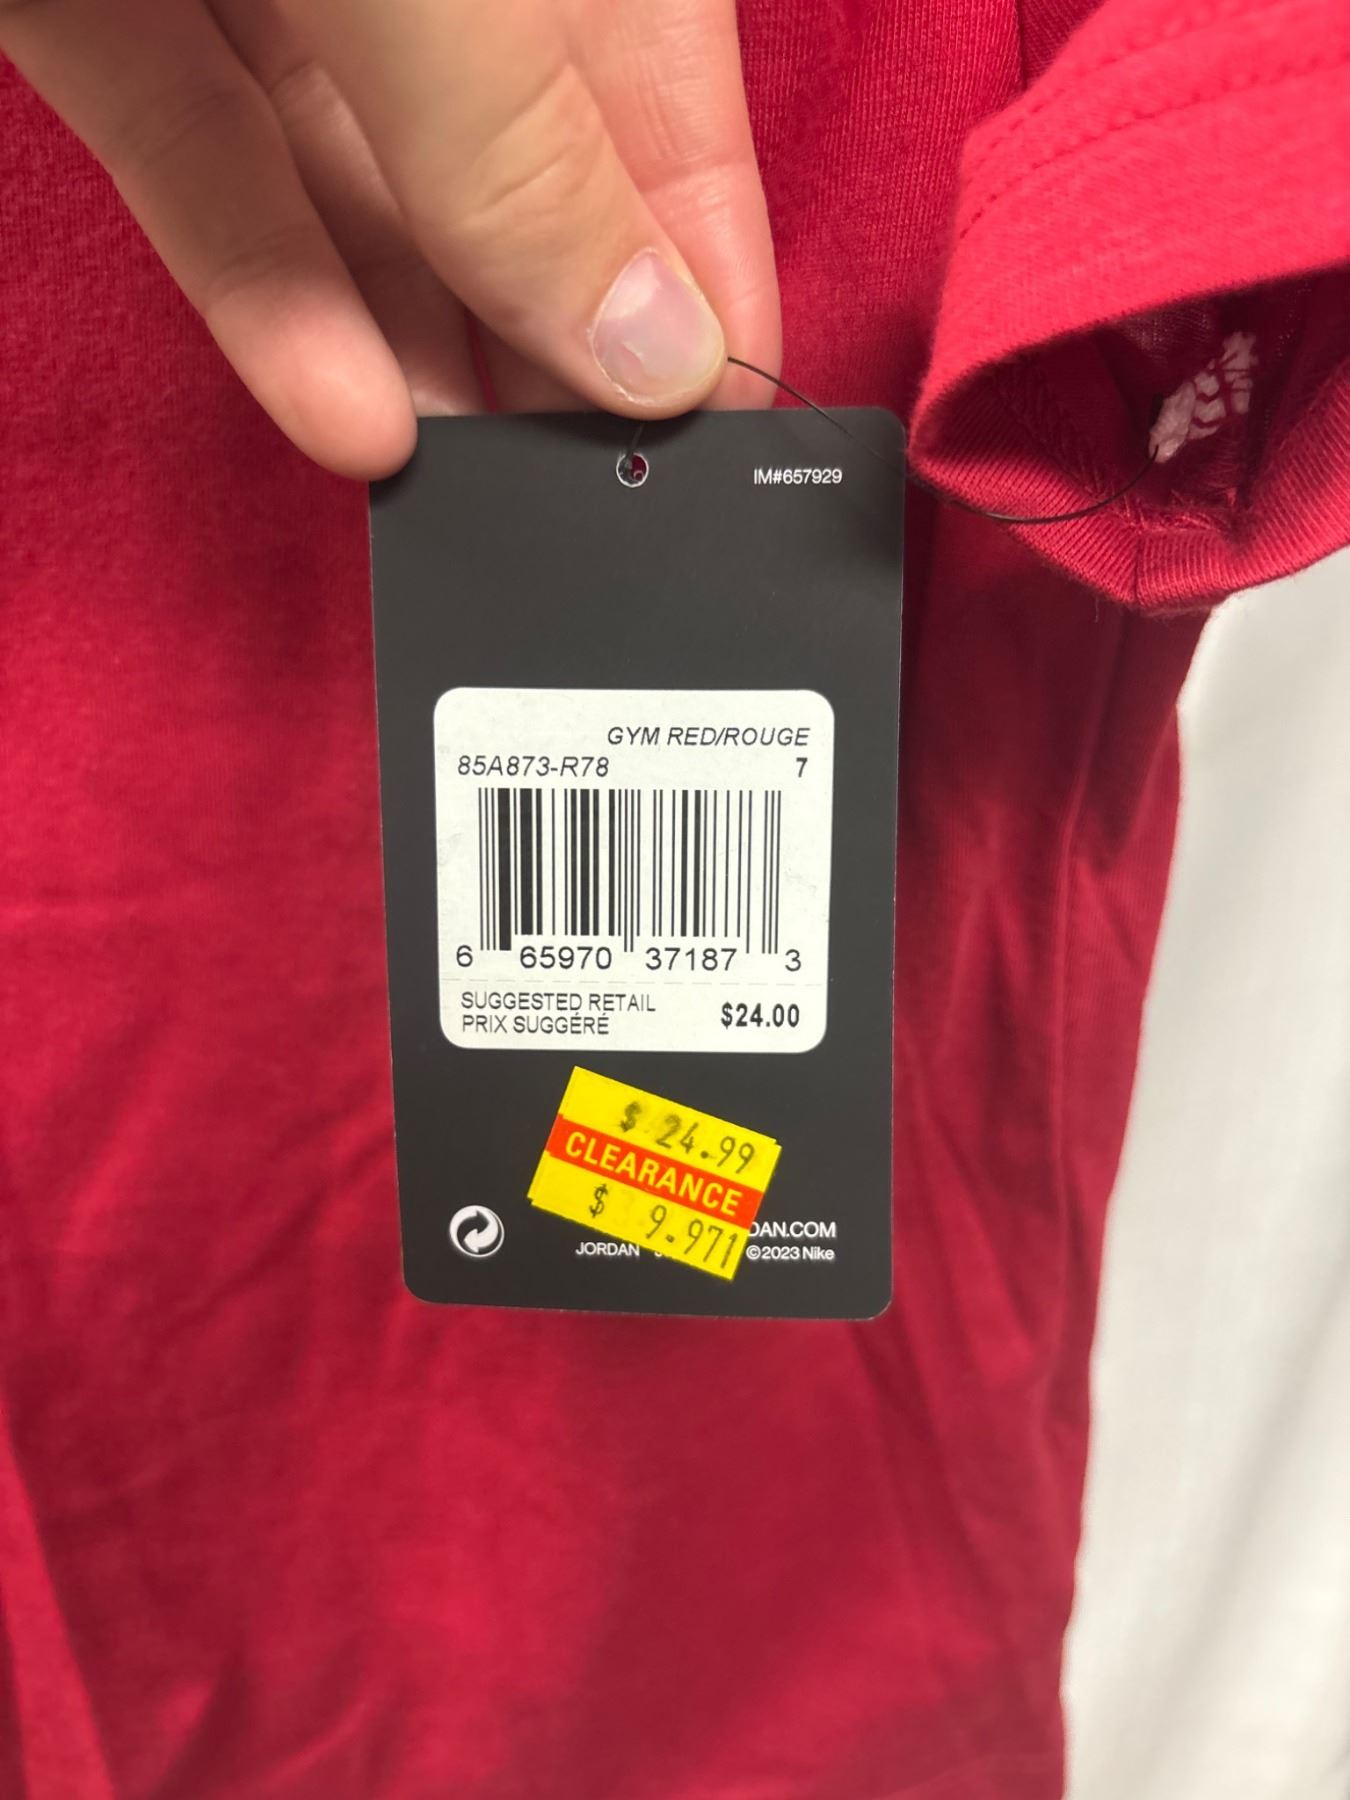 IM#657929
GYM RED/ROUGE
85A873-R78 7
6 65970 37187 3
SUGGESTED RETAIL
PRIX SUGGÉRÉ $24.00
$ 24.99
CLEARANCE
$ 9.971
DAN.COM
JORDAN ©2023 Nike